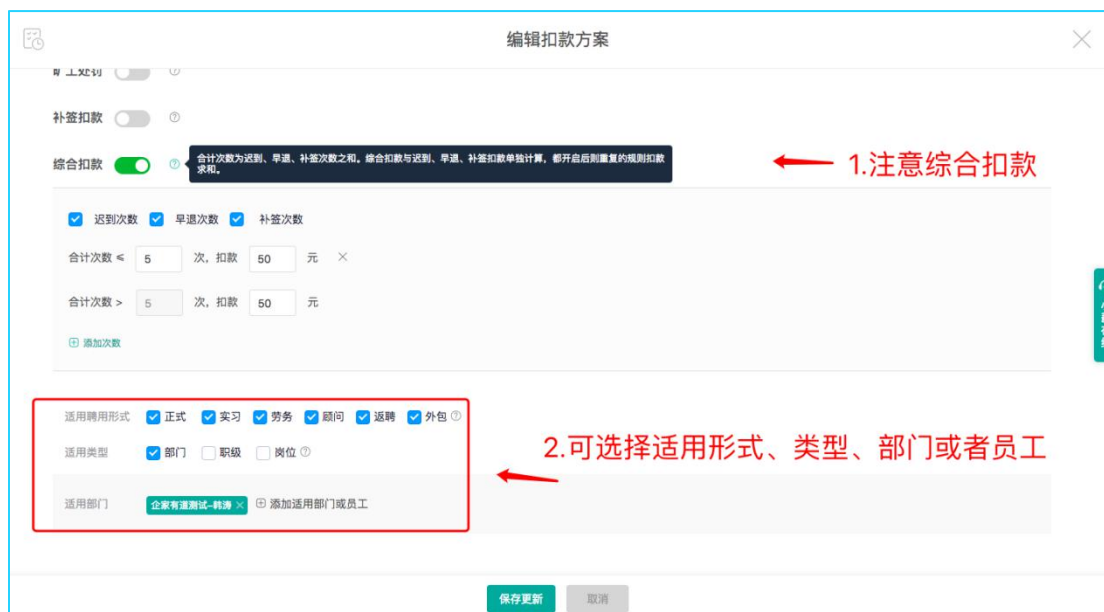 编辑扣款方案
旷工处罚
补签扣款
综合扣款 合计次数为迟到、早退、补签次数之和。综合扣款与迟到、早退、补签扣款单独计算，都开启后则重复的规则扣款
求和。
1.注意综合扣款
迟到次数 早退次数 补签次数
合计次数 ≤ 5 次，扣款 50 元
合计次数 > 5 次，扣款 50 元
添加次数
适用聘用形式 正式 实习 劳务 顾问 返聘 外包
适用类型 部门 职级 岗位
2.可选择适用形式、类型、部门或者员工
适用部门 企家有道测试–韩涛 添加适用部门或员工
保存更新 取消